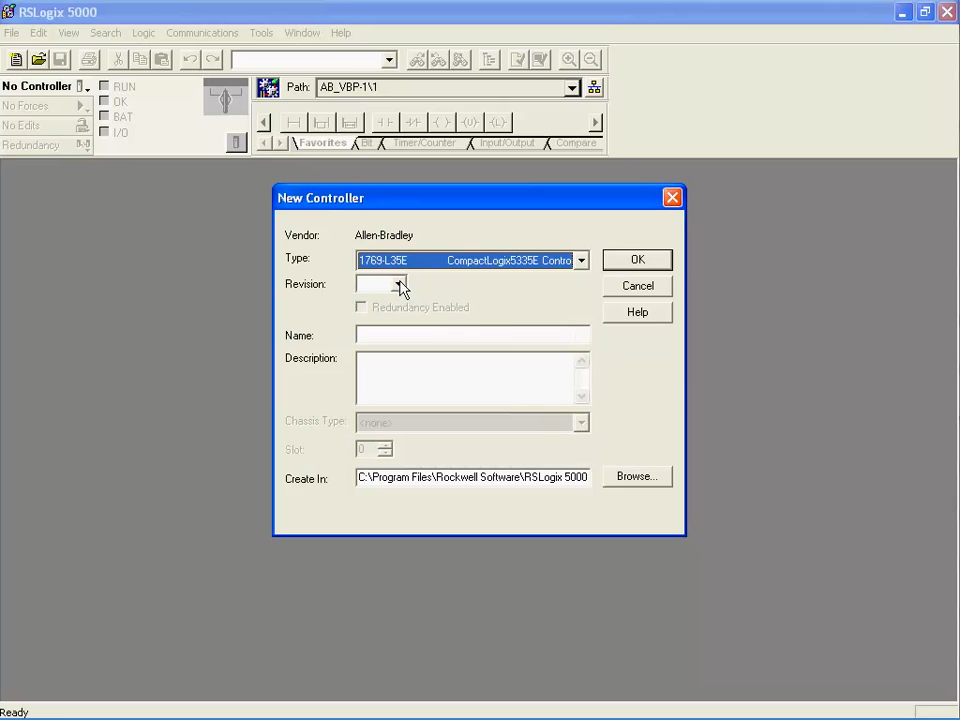 RSLogix 5000
File Edit View Search Logic Communications Tools Window Help
No Controller
RUN
Path: AB_VBP-1\1
No Forces
OK
No Edits
BAT
Redundancy
I/O
Favorites Bit Timer/Counter Input/Output Compare
New Controller
Vendor: Allen-Bradley
Type: 1769-L35E CompactLogix5335E Contro
OK
Revision:
Cancel
Redundancy Enabled
Help
Name:
Description:
Chassis Type: <none>
Slot: 0
Create In: C:\Program Files\Rockwell Software\RSLogix 5000
Browse...
Ready